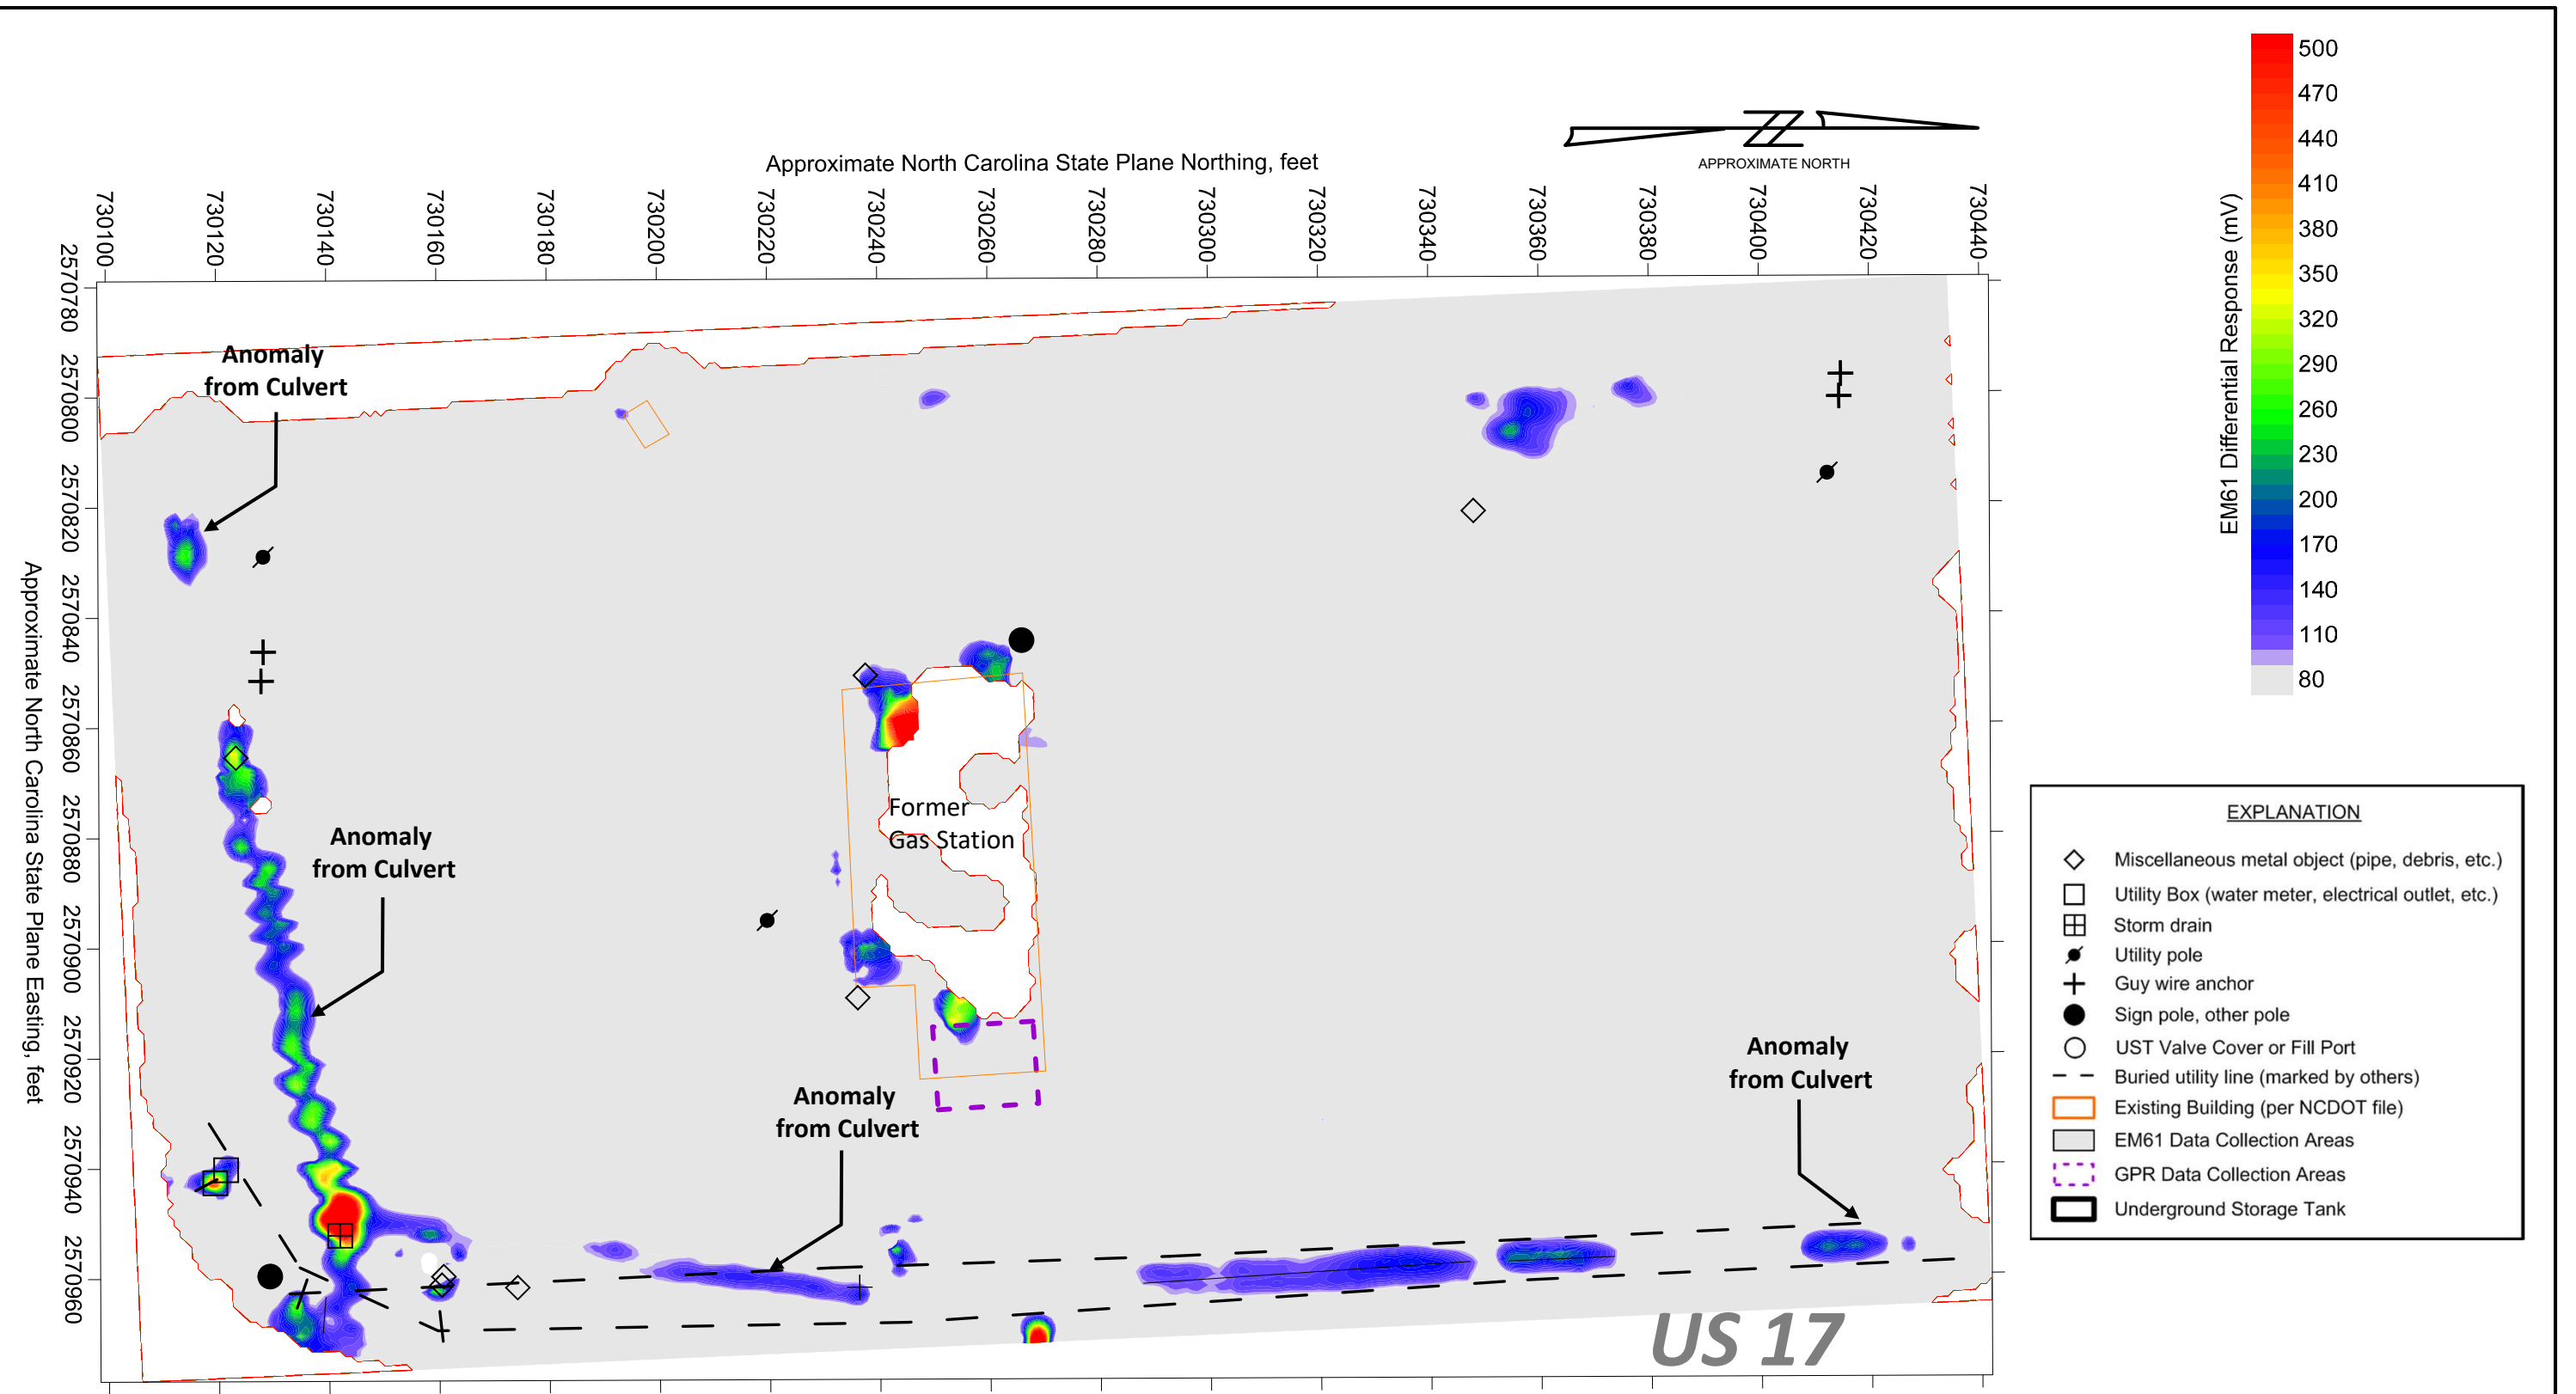 Approximate North Carolina State Plane Northing, feet
APPROXIMATE NORTH
730100
730120
730140
730160
730180
730200
730220
730240
730260
730280
730300
730320
730340
730360
730380
730400
730420
730440
Approximate North Carolina State Plane Easting, feet
2570780
2570800
2570820
2570840
2570860
2570880
2570900
2570920
2570940
2570960
Anomaly
from Culvert
Anomaly
from Culvert
Former
Gas Station
Anomaly
from Culvert
Anomaly
from Culvert
US 17
EM61 Differential Response (mV)
500
470
440
410
380
350
320
290
260
230
200
170
140
110
80
EXPLANATION
Miscellaneous metal object (pipe, debris, etc.)
Utility Box (water meter, electrical outlet, etc.)
Storm drain
Utility pole
Guy wire anchor
Sign pole, other pole
UST Valve Cover or Fill Port
Buried utility line (marked by others)
Existing Building (per NCDOT file)
EM61 Data Collection Areas
GPR Data Collection Areas
Underground Storage Tank